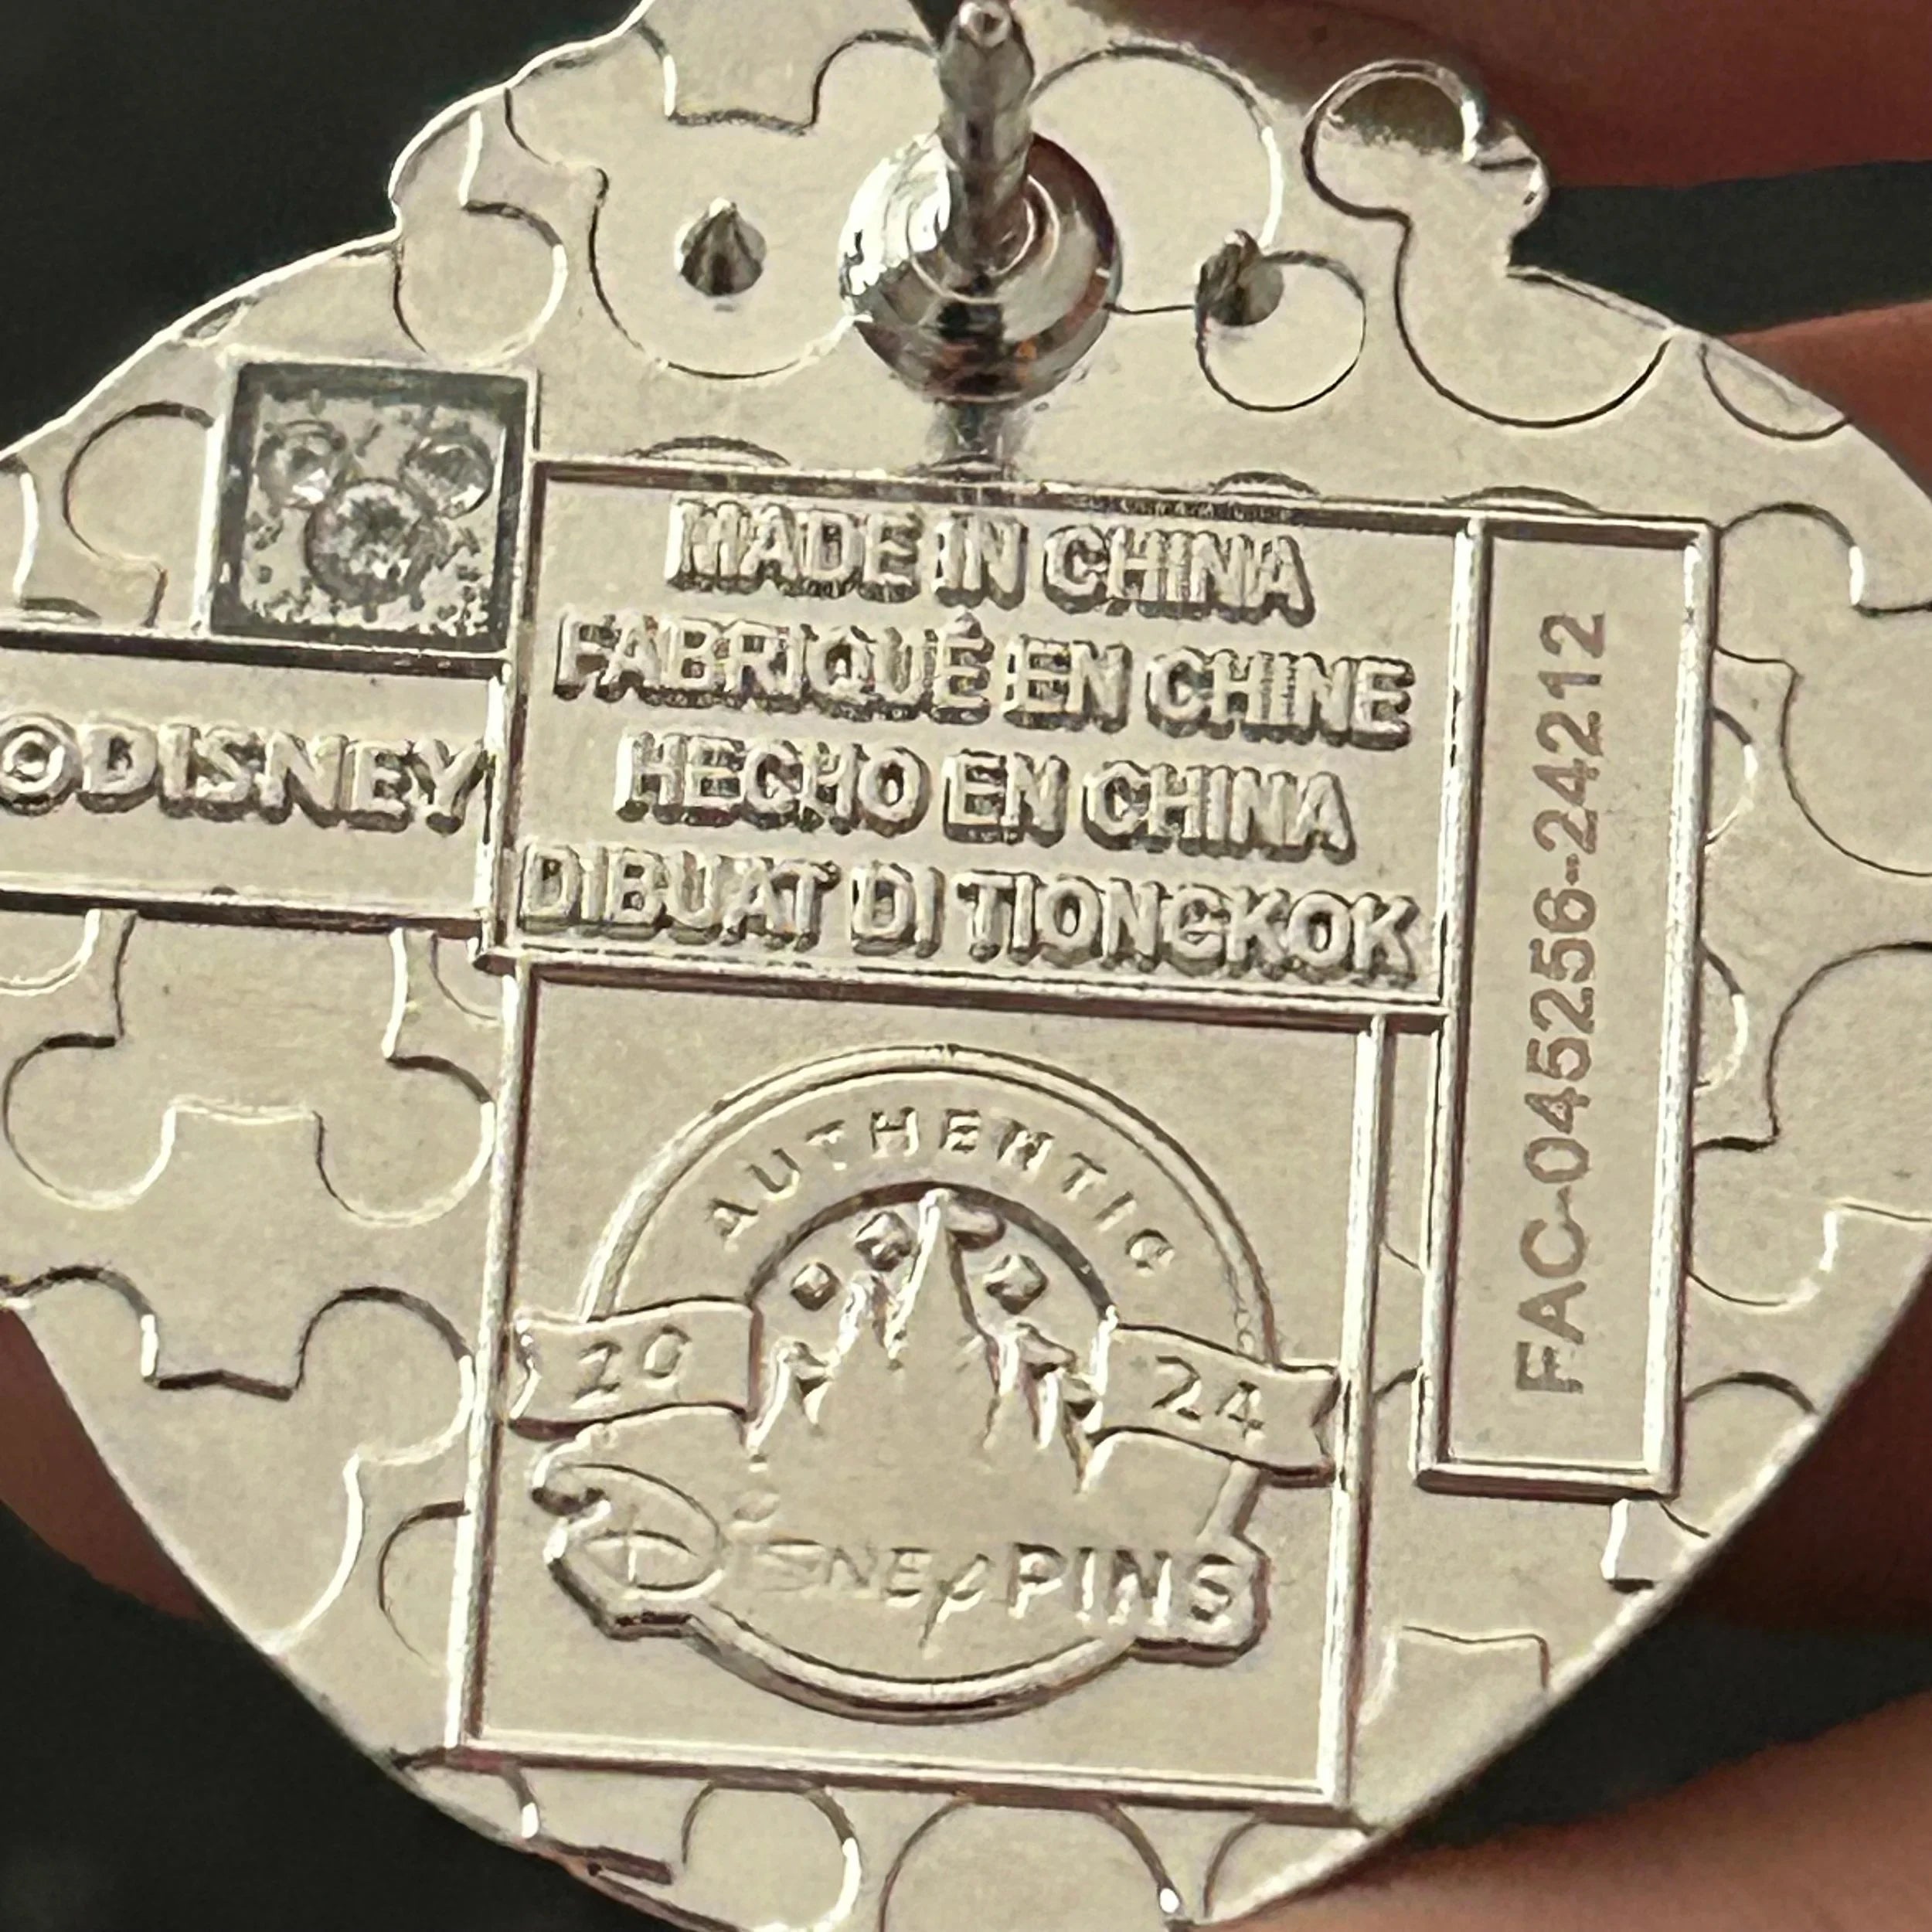 ©DISNEY
MADE IN CHINA
FABRIQUÉ EN CHINE
HECHO EN CHINA
DIBUAT DI TIONGKOK
FAC-045256-24212
AUTHENTIC
20 24
Disney PINS